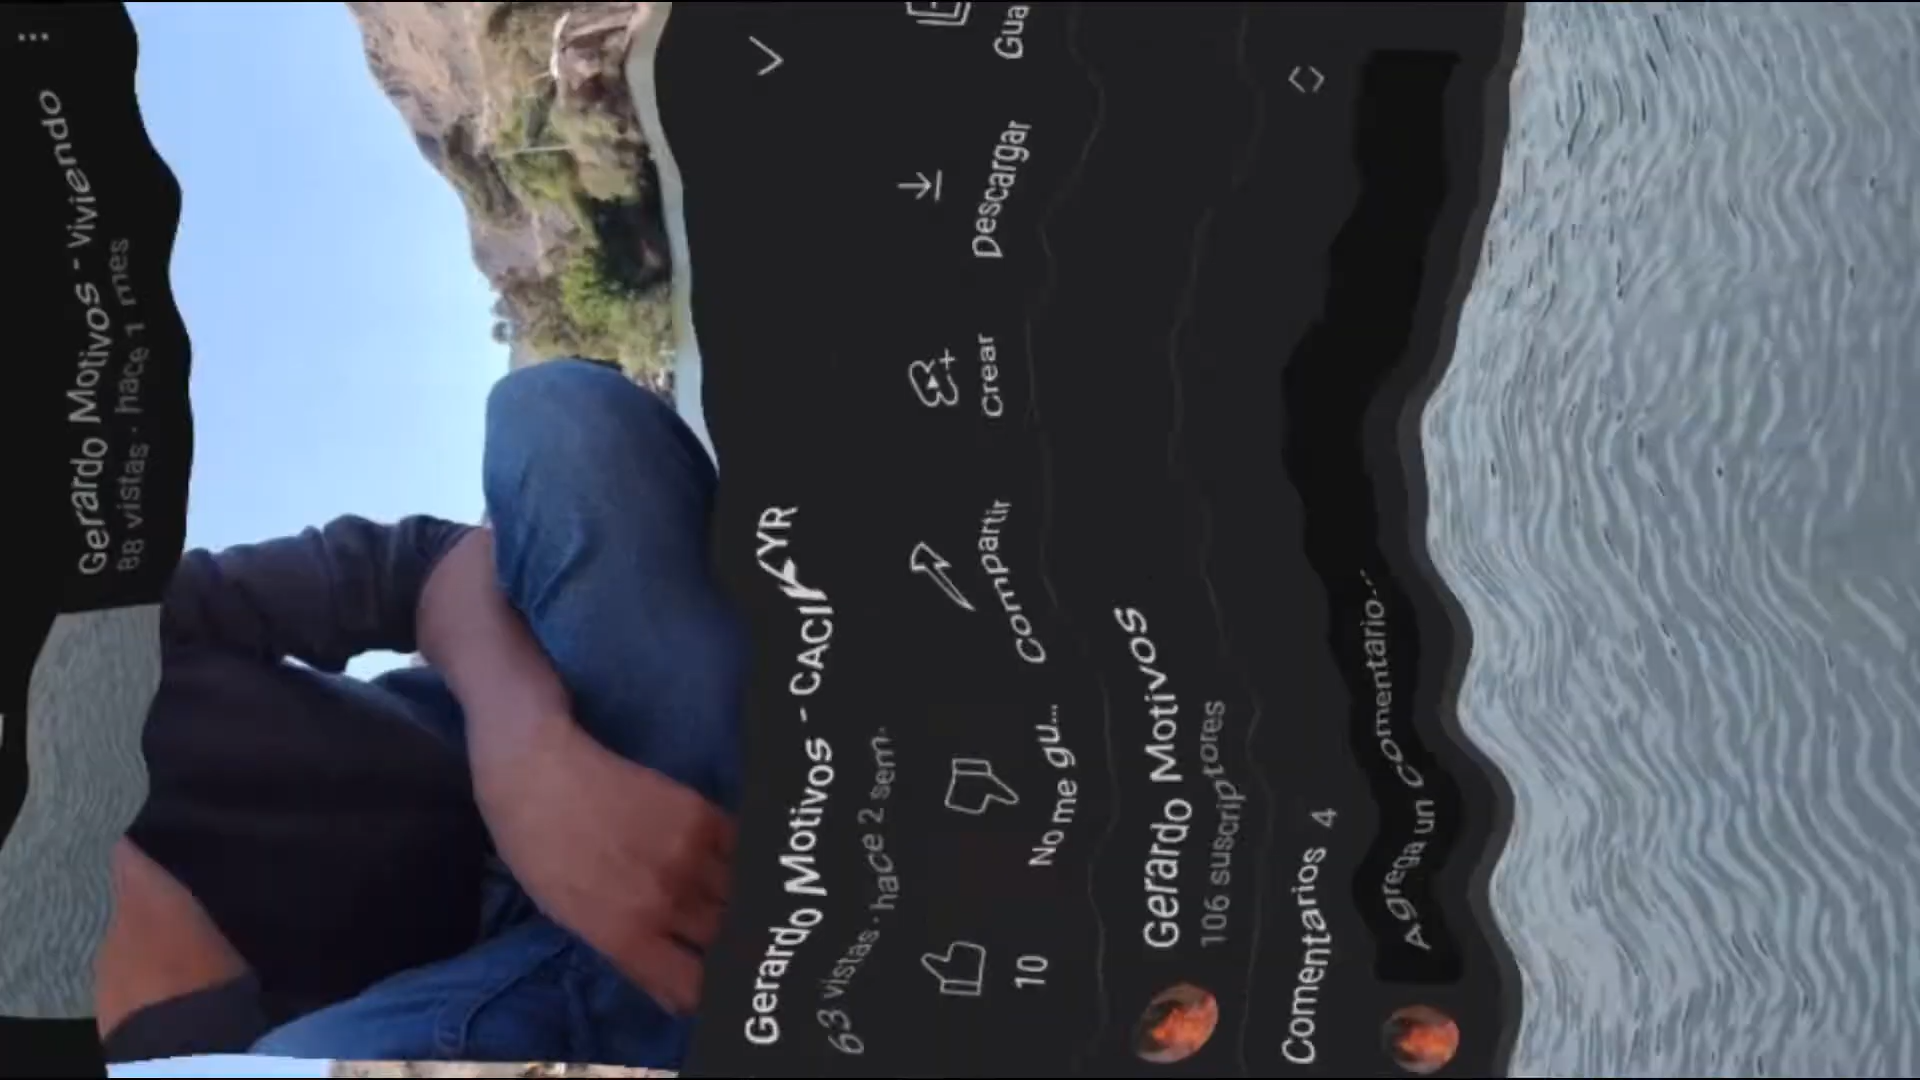 Gerardo Motivos - Viviendo
88 vistas · hace 1 mes
Gerardo Motivos -
63 vistas · hace 2 sem.
10
No me gu...
Compartir
Crear
Descargar
Gua
Gerardo Motivos
106 suscriptores
Comentarios 4
Agrega un comentario...